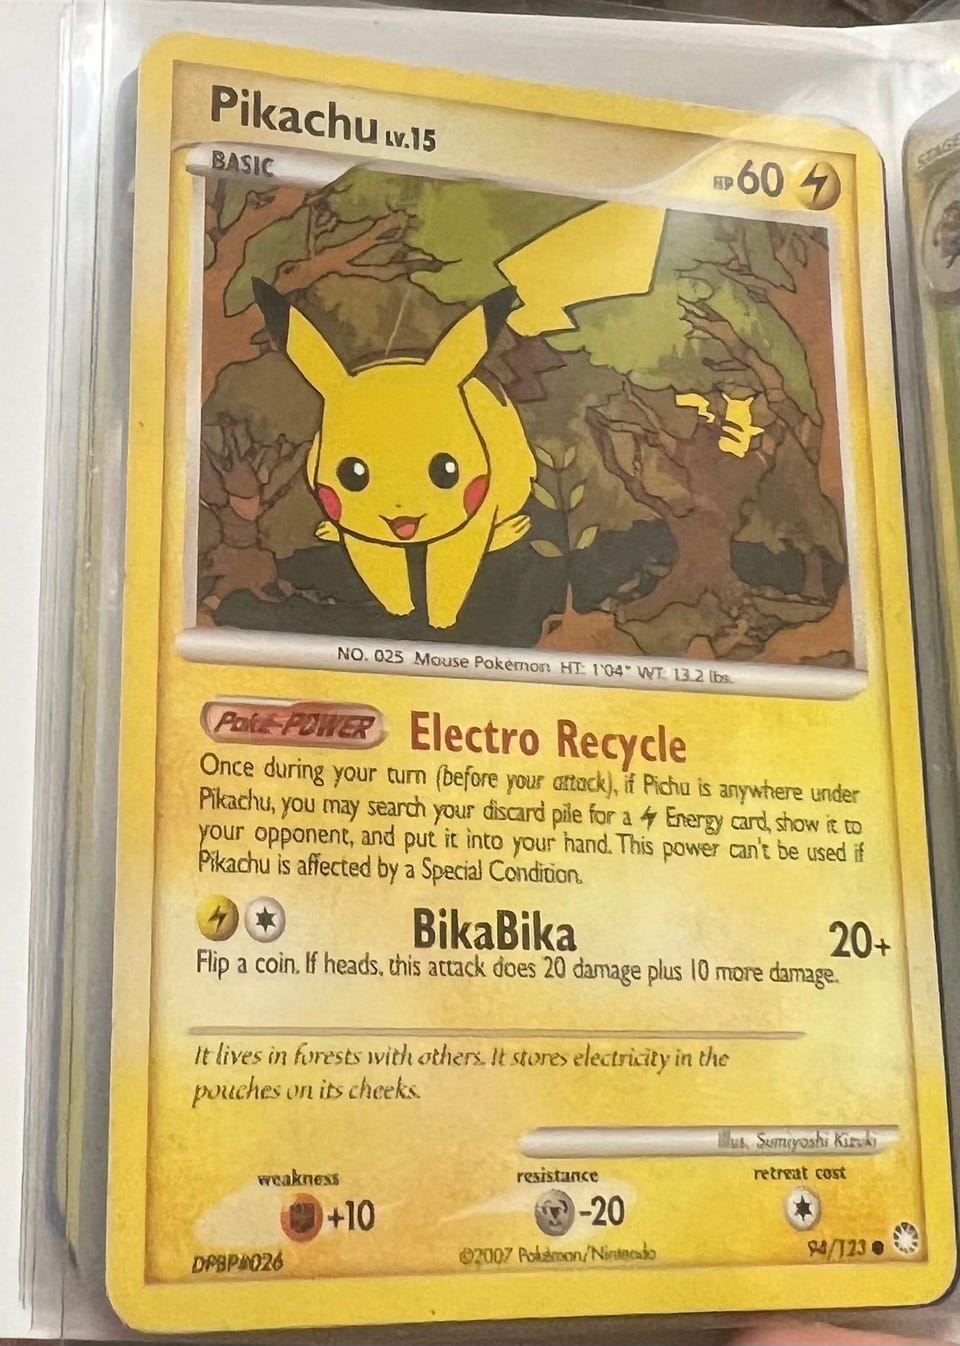 Pikachu LV.15
BASIC
HP 60
STAGE
NO. 025 Mouse Pokémon HT: 1'04" WT: 13.2 lbs.
Poké-POWER Electro Recycle
Once during your turn (before your attack), if Pichu is anywhere under
Pikachu, you may search your discard pile for a Energy card, show it to
your opponent, and put it into your hand. This power can't be used if
Pikachu is affected by a Special Condition.
BikaBika 20+
Flip a coin. If heads, this attack does 20 damage plus 10 more damage.
It lives in forests with others. It stores electricity in the
pouches on its cheeks.
Illus. Sumiyoshi Kizuki
weakness resistance retreat cost
+10 -20
DPBP#026 ©2007 Pokémon/Nintendo 94/123